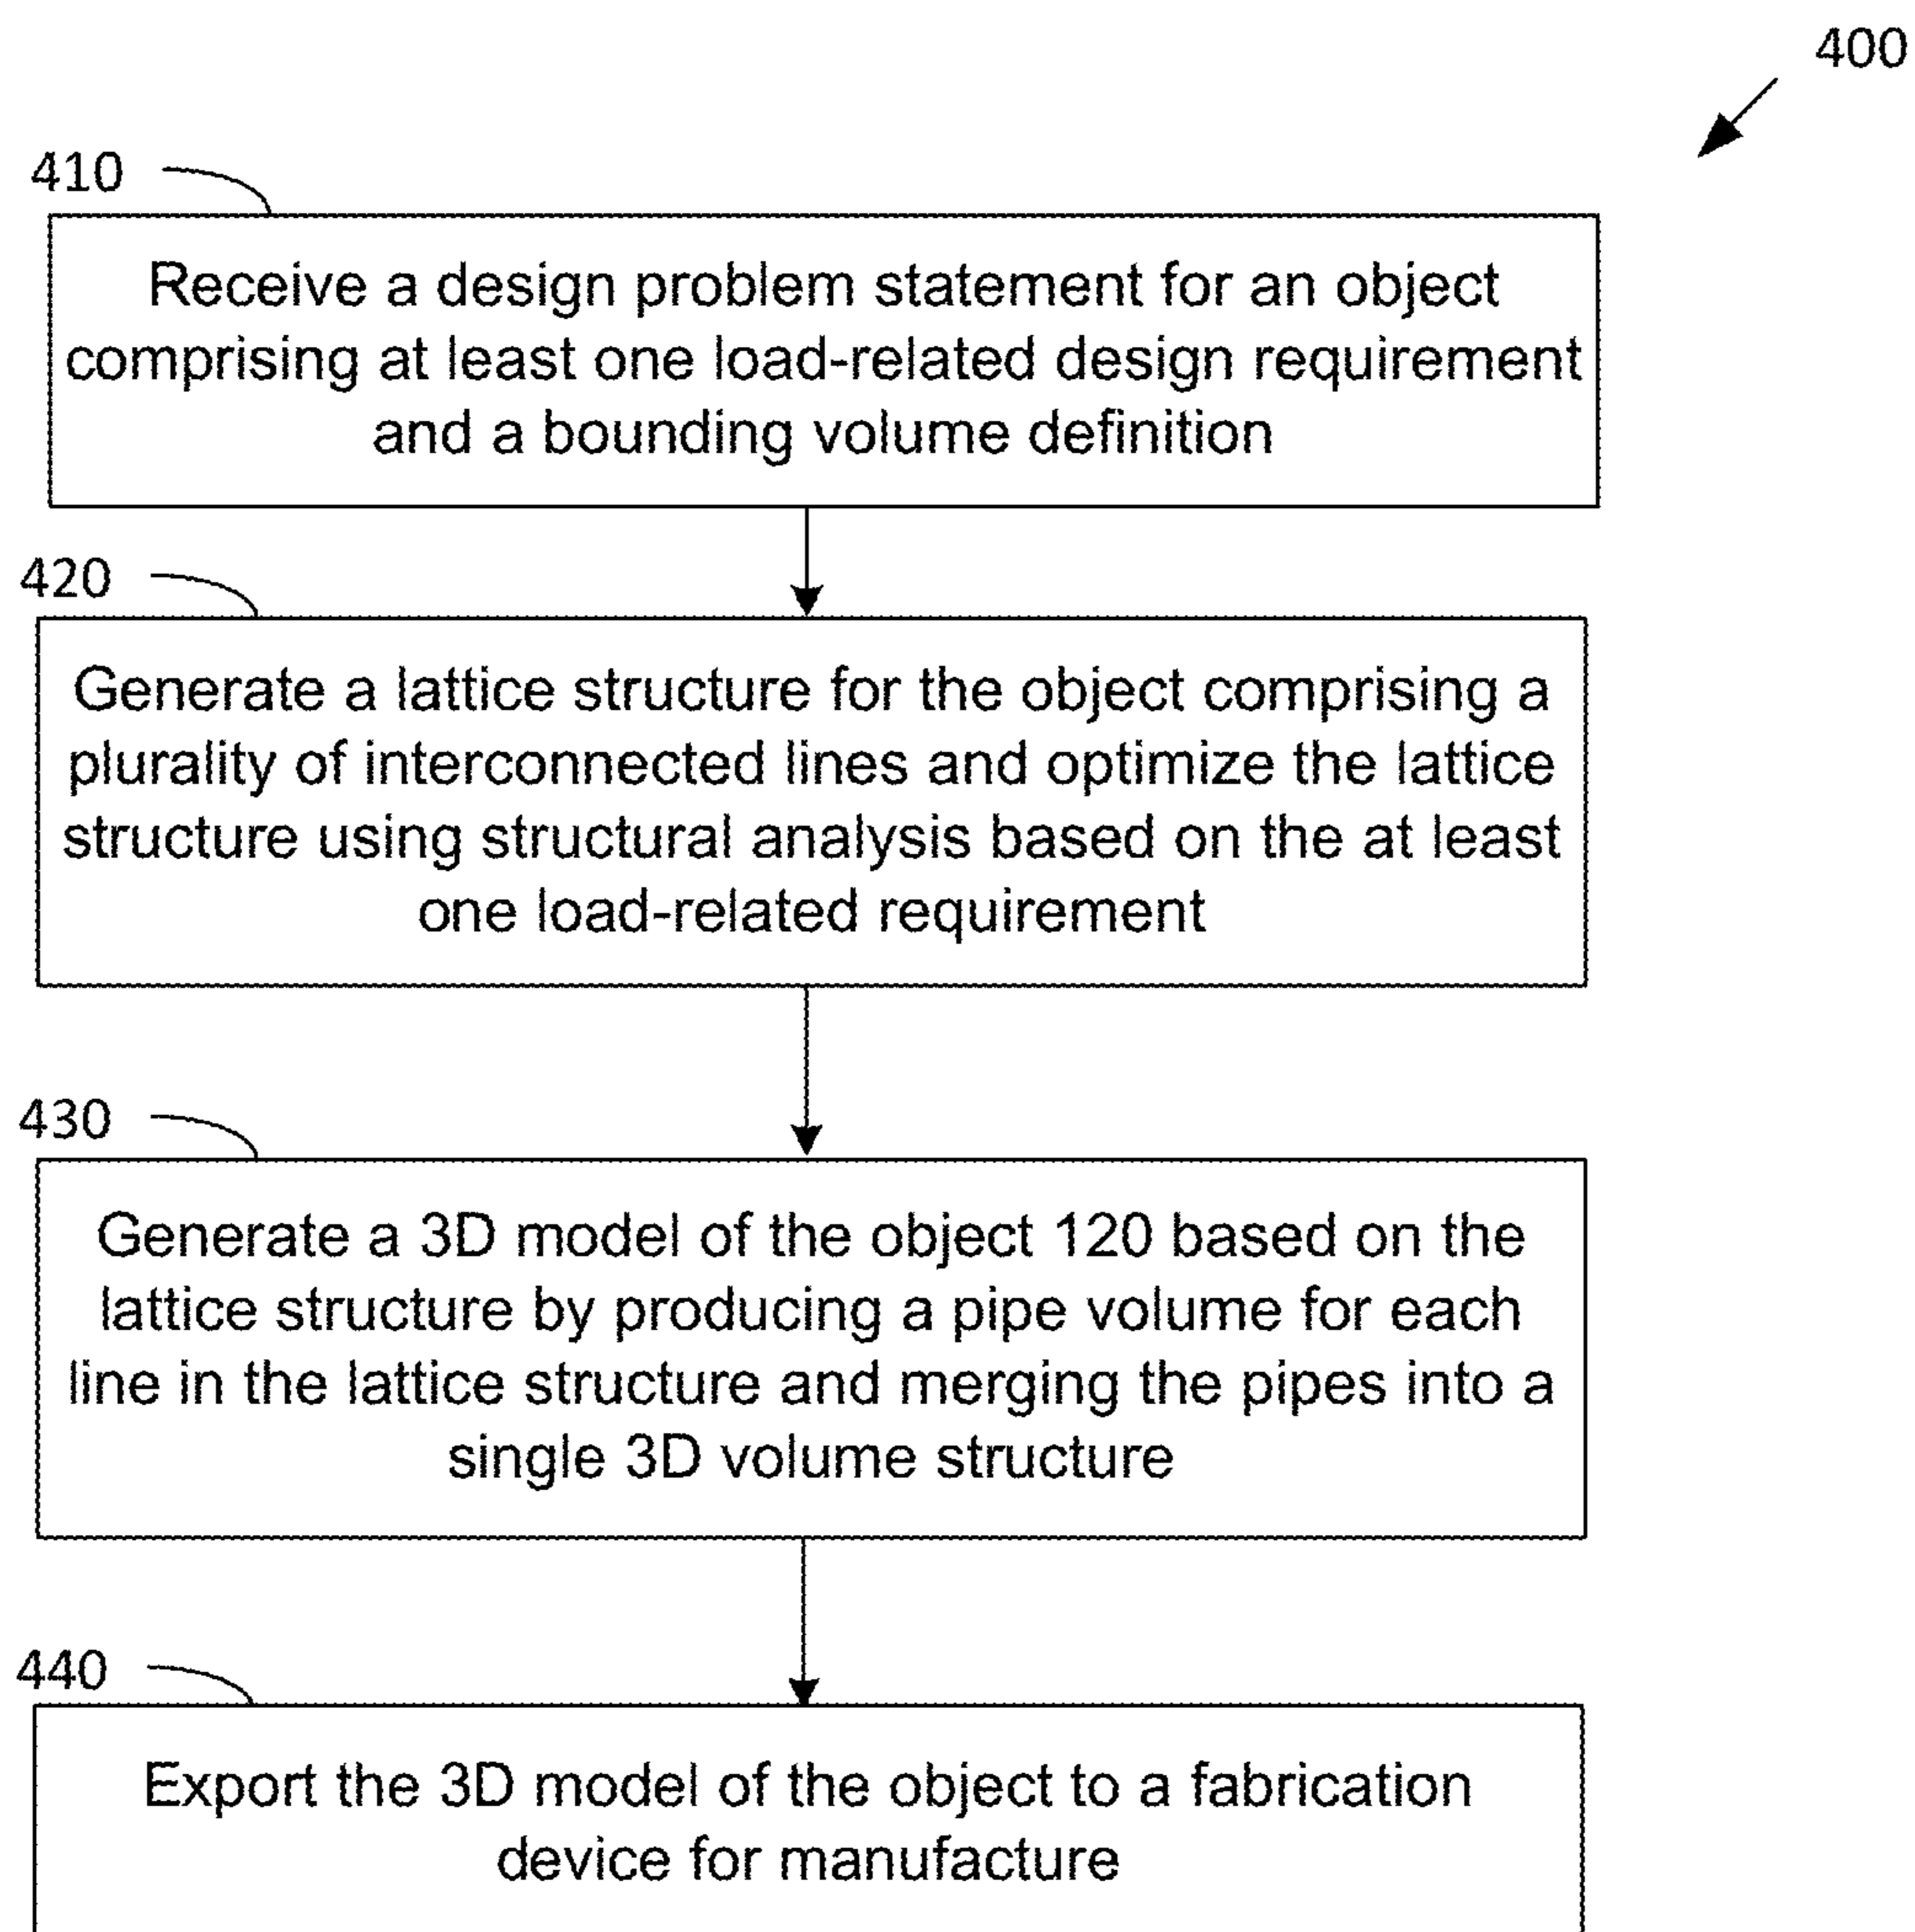 400
410
Receive a design problem statement for an object
comprising at least one load-related design requirement
and a bounding volume definition
420
Generate a lattice structure for the object comprising a
plurality of interconnected lines and optimize the lattice
structure using structural analysis based on the at least
one load-related requirement
430
Generate a 3D model of the object 120 based on the
lattice structure by producing a pipe volume for each
line in the lattice structure and merging the pipes into a
single 3D volume structure
440
Export the 3D model of the object to a fabrication
device for manufacture